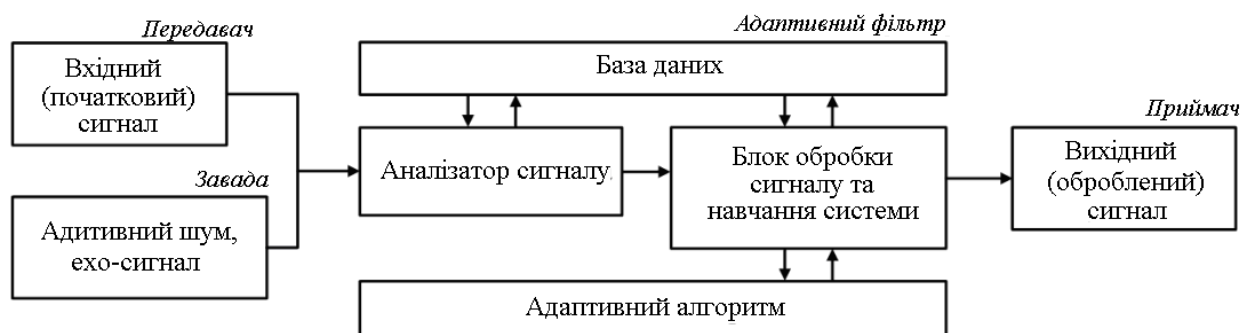 Передавач
Вхідний
(початковий)
сигнал
Завада
Адитивний шум,
ехо-сигнал
Адаптивний фільтр
База даних
Аналізатор сигналу
Блок обробки
сигналу та
навчання системи
Адаптивний алгоритм
Приймач
Вихідний
(оброблений)
сигнал